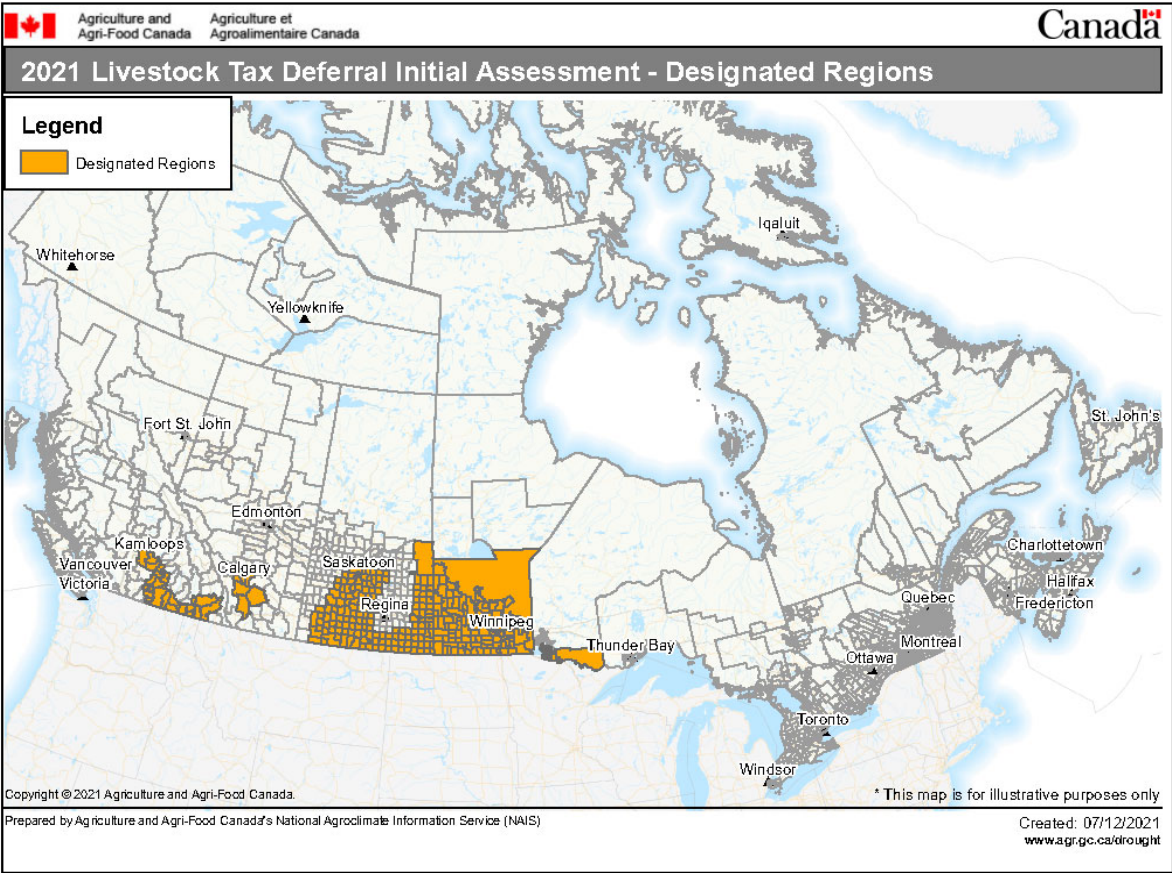 Agriculture and
Agri-Food Canada
Agriculture et
Agroalimentaire Canada
Canada
2021 Livestock Tax Deferral Initial Assessment - Designated Regions
Legend
Designated Regions
Iqaluit
Whitehorse
Yellowknife
St. John's
Fort St. John
Edmonton
Kamloops
Charlottetown
Vancouver
Calgary
Saskatoon
Victoria
Halifax
Regina
Quebec
Fredericton
Winnipeg
Thunder Bay
Montreal
Ottawa
Toronto
Windsor
Copyright © 2021 Agriculture and Agri-Food Canada.
* This map is for illustrative purposes only
Prepared by Agriculture and Agri-Food Canada's National Agroclimate Information Service (NAIS)
Created: 07/12/2021
www.agr.gc.ca/drought